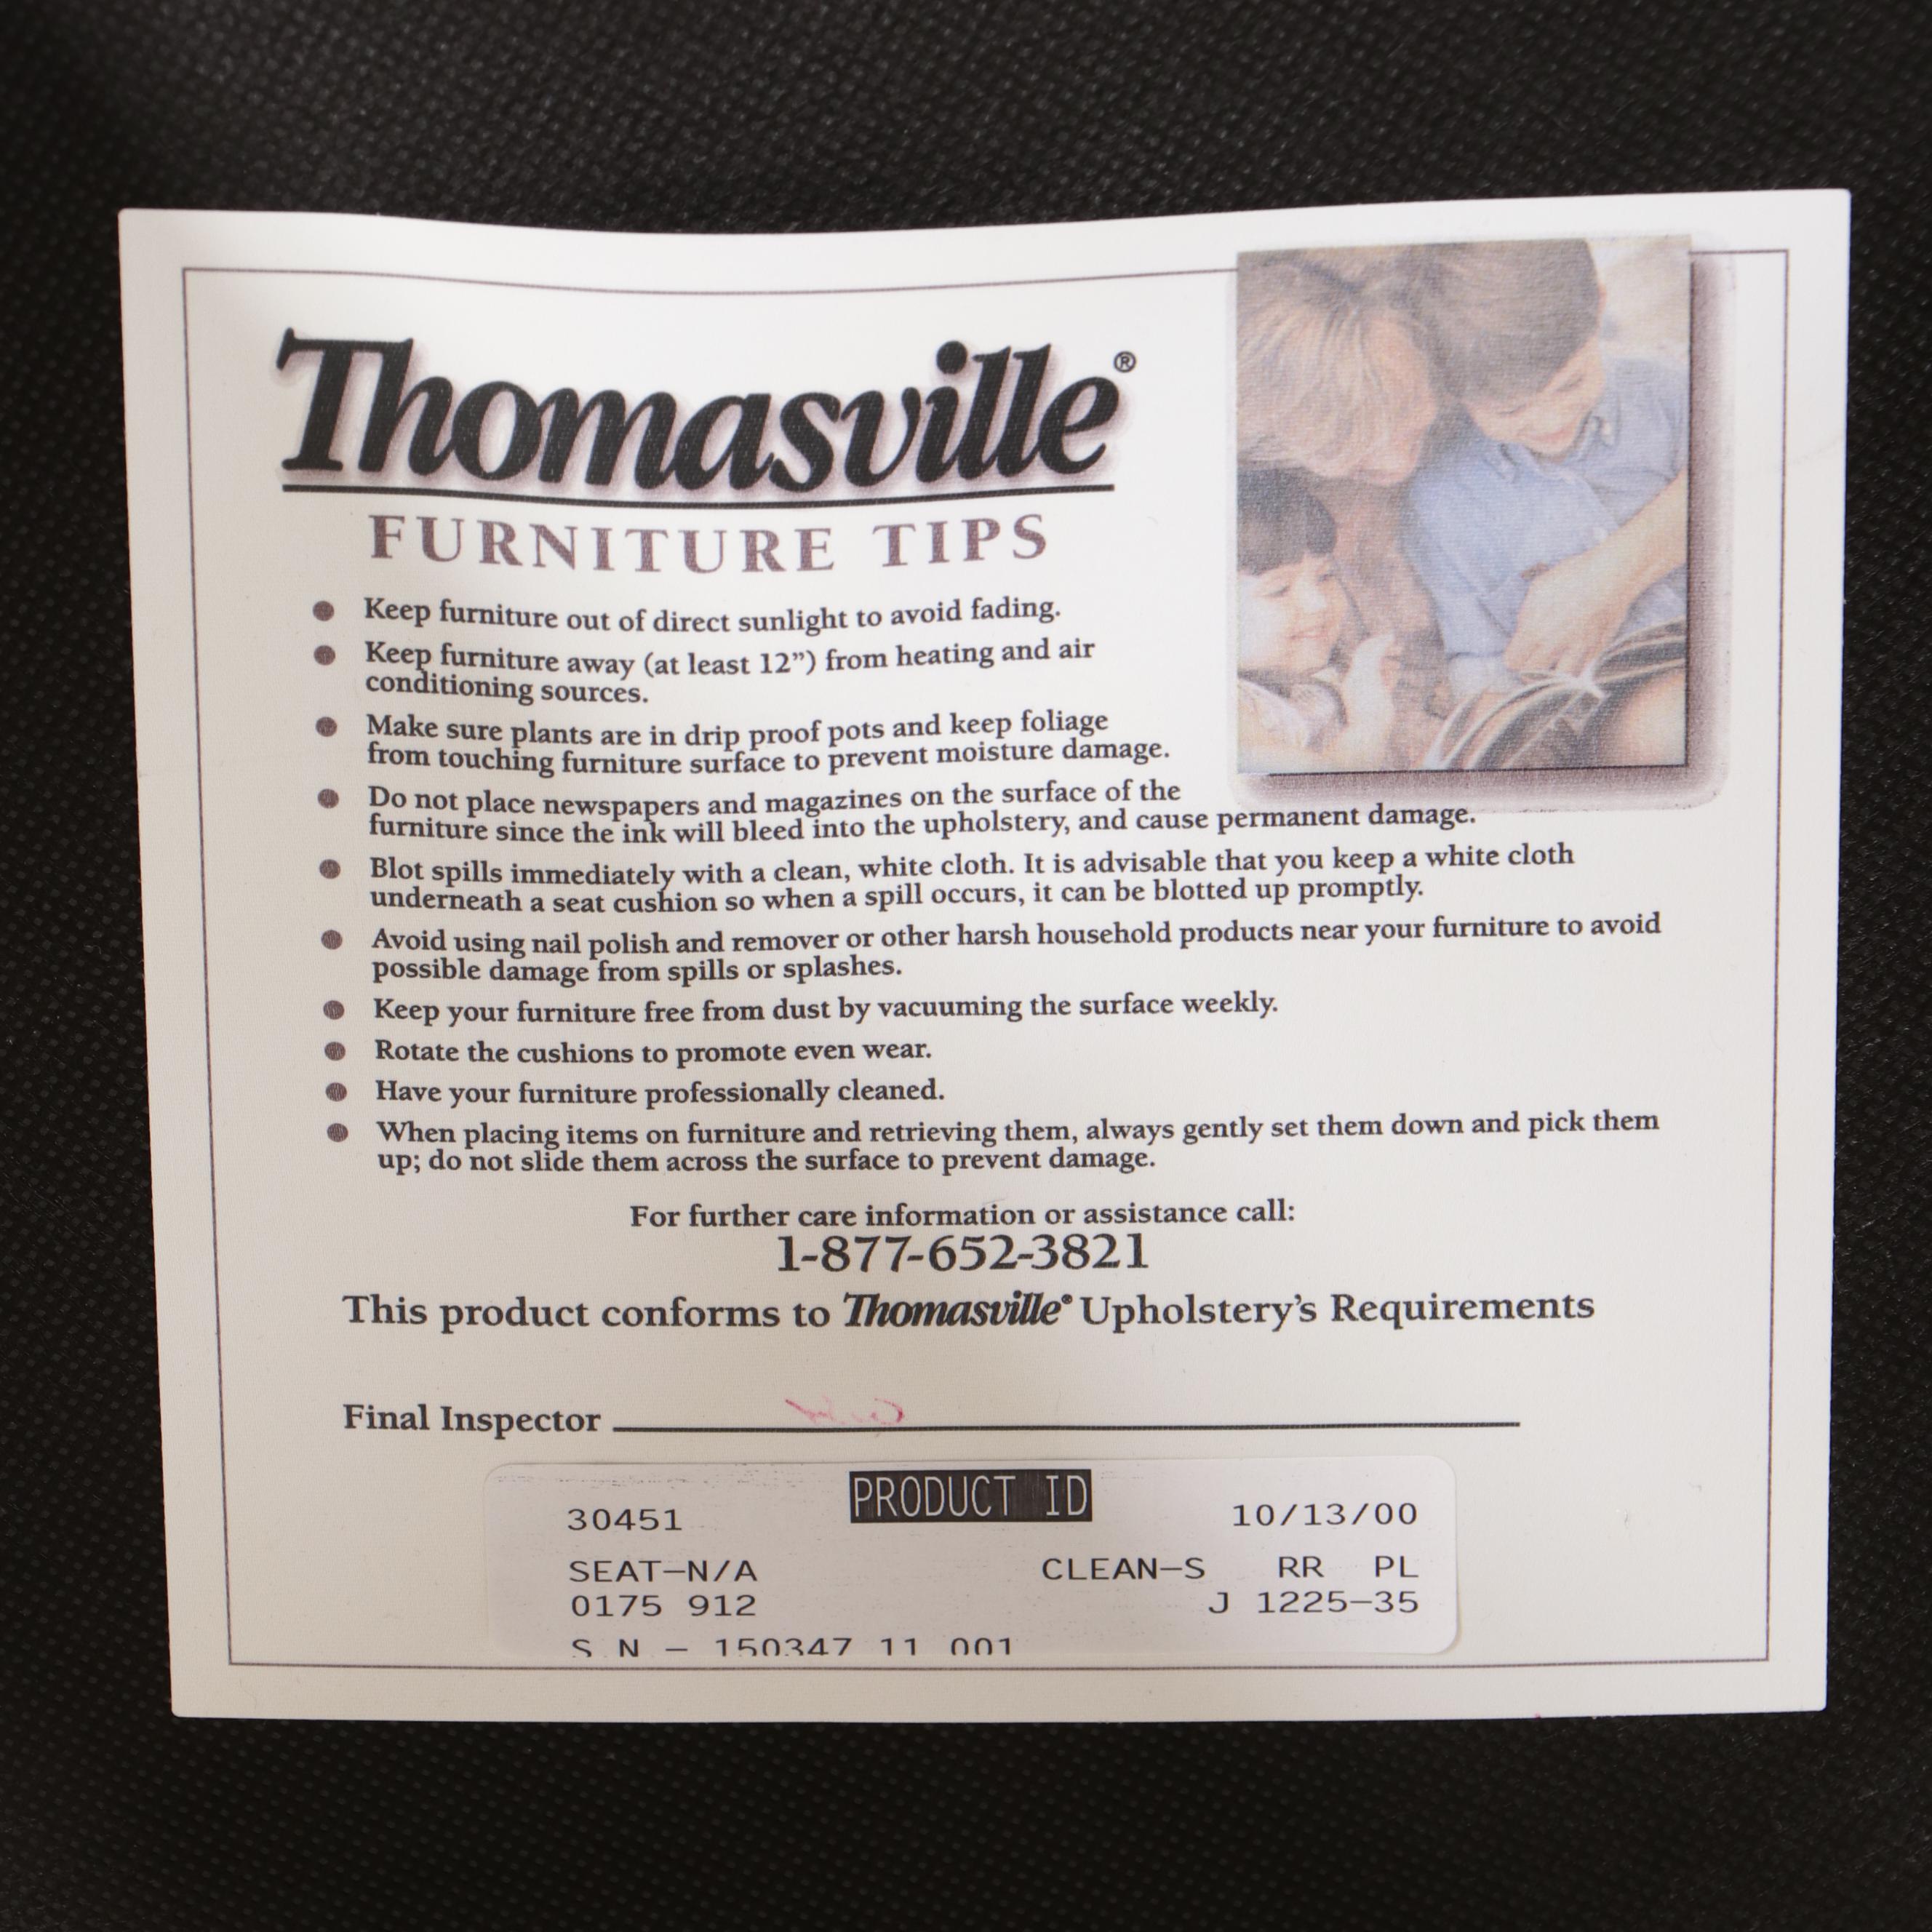 Thomasville®
FURNITURE TIPS
● Keep furniture out of direct sunlight to avoid fading.
● Keep furniture away (at least 12”) from heating and air
conditioning sources.
● Make sure plants are in drip proof pots and keep foliage
from touching furniture surface to prevent moisture damage.
● Do not place newspapers and magazines on the surface of the
furniture since the ink will bleed into the upholstery, and cause permanent damage.
● Blot spills immediately with a clean, white cloth. It is advisable that you keep a white cloth
underneath a seat cushion so when a spill occurs, it can be blotted up promptly.
● Avoid using nail polish and remover or other harsh household products near your furniture to avoid
possible damage from spills or splashes.
● Keep your furniture free from dust by vacuuming the surface weekly.
● Rotate the cushions to promote even wear.
● Have your furniture professionally cleaned.
● When placing items on furniture and retrieving them, always gently set them down and pick them
up; do not slide them across the surface to prevent damage.
For further care information or assistance call:
1-877-652-3821
This product conforms to Thomasville® Upholstery’s Requirements
Final Inspector
PRODUCT ID
30451 10/13/00
SEAT-N/A CLEAN-S RR PL
0175 912 J 1225-35
S N - 150347 11 001